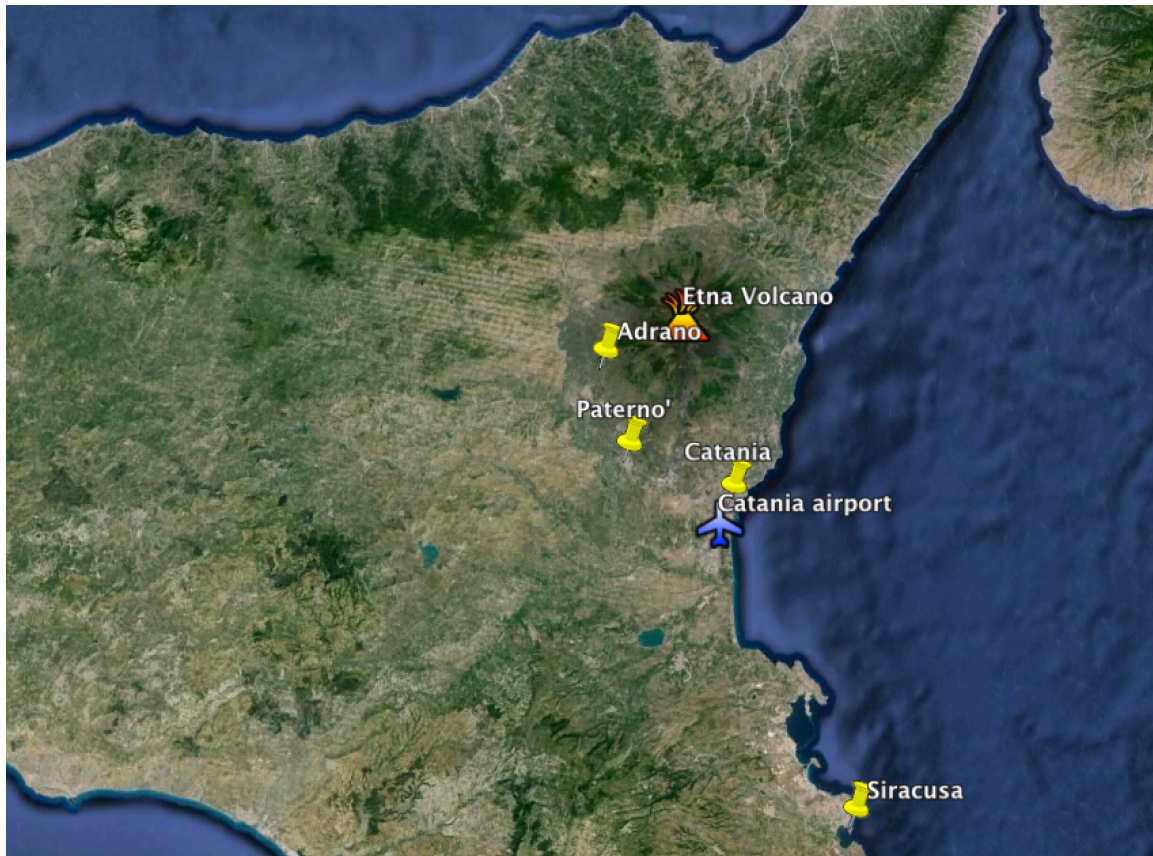 Etna Volcano
Adrano
Paterno'
Catania
Catania airport
Siracusa